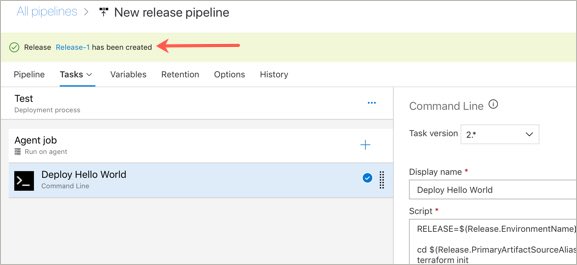 All pipelines > New release pipeline
Release Release-1 has been created
Pipeline Tasks Variables Retention Options History
Test
Deployment process
Agent job
Run on agent
Deploy Hello World
Command Line
Command Line
Task version 2.*
Display name *
Deploy Hello World
Script *
RELEASE=$(Release.EnvironmentName)
cd $(Release.PrimaryArtifactSourceAlias
terraform init